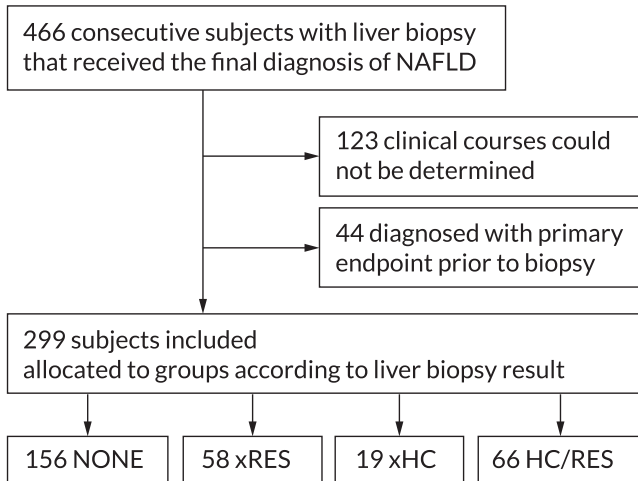 466 consecutive subjects with liver biopsy
that received the final diagnosis of NAFLD
123 clinical courses could
not be determined
44 diagnosed with primary
endpoint prior to biopsy
299 subjects included
allocated to groups according to liver biopsy result
156 NONE
58 xRES
19 xHC
66 HC/RES